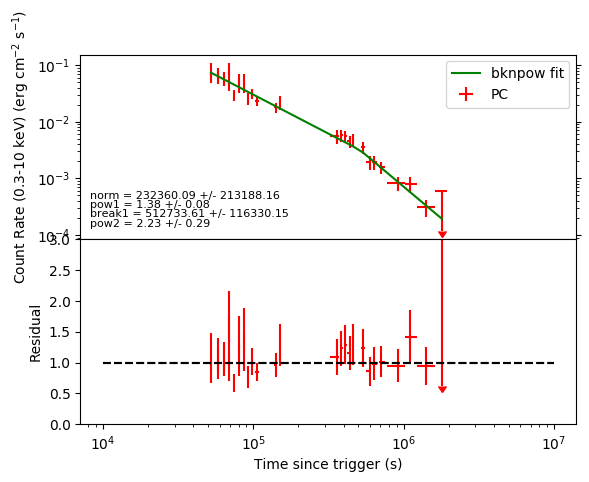 Count Rate (0.3-10 keV) (erg cm⁻² s⁻¹)
10⁻¹
10⁻²
10⁻³
10⁻⁴
bknpow fit
PC
norm = 232360.09 +/- 213188.16
pow1 = 1.38 +/- 0.08
break1 = 512733.61 +/- 116330.15
pow2 = 2.23 +/- 0.29
Residual
3.0
2.5
2.0
1.5
1.0
0.5
0.0
10⁴ 10⁵ 10⁶ 10⁷
Time since trigger (s)